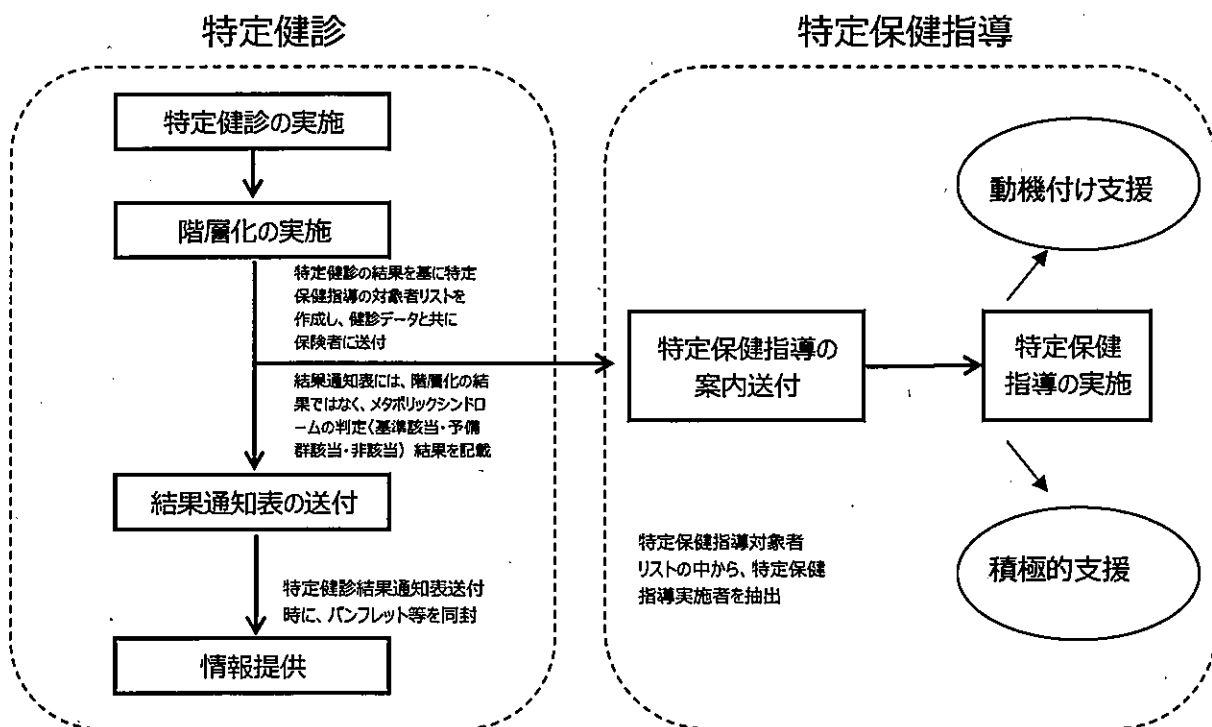 特定健診
特定健診の実施
階層化の実施
特定健診の結果を基に特定
保健指導の対象者リストを
作成し、健診データと共に
保険者に送付
結果通知表には、階層化の結
果ではなく、メタボリックシンドロ
ームの判定(基準該当・予備
群該当・非該当)結果を記載
結果通知表の送付
特定健診結果通知表送付
時に、パンフレット等を同封
情報提供
特定保健指導
特定保健指導の
案内送付
特定保健
指導の実施
動機付け支援
積極的支援
特定保健指導対象者
リストの中から、特定保健
指導実施者を抽出